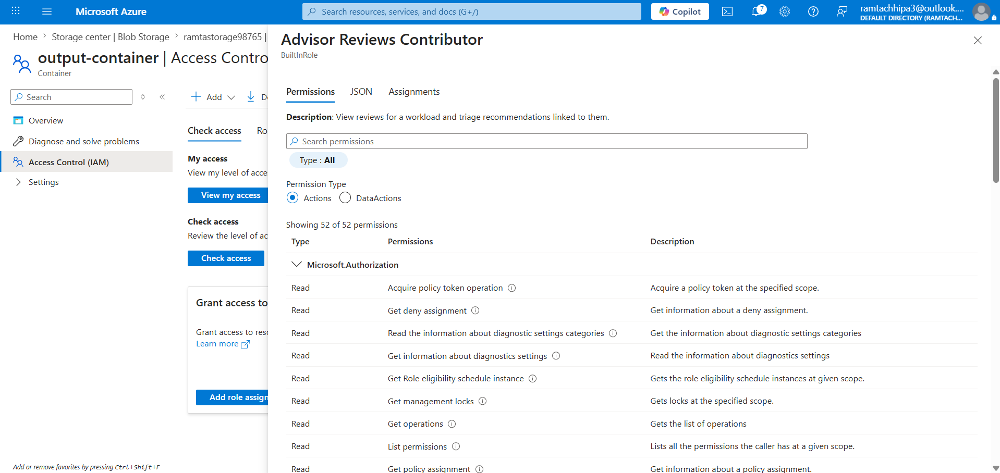 Microsoft Azure
Search resources, services, and docs (G+/)
Copilot
7
ramtachhipa3@outlook....
DEFAULT DIRECTORY (RAMTACH...
Home > Storage center | Blob Storage > ramtastorage98765 |
output-container | Access Contro
Container
Search
Overview
Diagnose and solve problems
Access Control (IAM)
Settings
Add or remove favorites by pressing Ctrl+Shift+F
Add
Check access
My access
View my level of acce
View my access
Check access
Review the level of ac
Check access
Grant access to
Grant access to
Learn more
Add role assign
Advisor Reviews Contributor
BuiltInRole
Permissions JSON Assignments
Description: View reviews for a workload and triage recommendations linked to them.
Search permissions
Type : All
Permission Type
Actions DataActions
Showing 52 of 52 permissions
Type Permissions Description
Microsoft.Authorization
Read Acquire policy token operation Acquire a policy token at the specified scope.
Read Get deny assignment Get information about a deny assignment.
Read Read the information about diagnostic settings categories Get the information about diagnostic settings categories
Read Get information about diagnostics settings Read the information about diagnostics settings
Read Get Role eligibility schedule instance Gets the role eligibility schedule instances at given scope.
Read Get management locks Gets locks at the specified scope.
Read Get operations Gets the list of operations
Read List permissions Lists all the permissions the caller has at a given scope.
Read Get policy assignment Get information about a policy assignment.